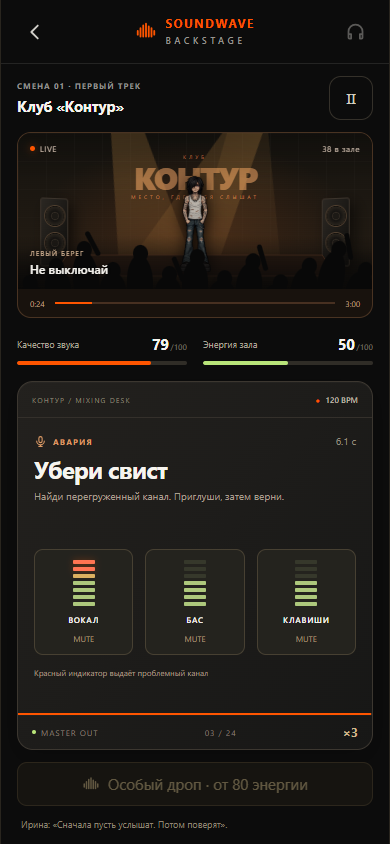 SOUNDWAVE
BACKSTAGE
СМЕНА 01 · ПЕРВЫЙ ТРЕК
Клуб «Контур»
LIVE
38 в зале
КЛУБ
КОНТУР
МЕСТО, ГДЕ СЛЫШАТ
ЛЕВЫЙ БЕРЕГ
Не выключай
0:24
3:00
Качество звука 79/100
Энергия зала 50/100
КОНТУР / MIXING DESK
120 BPM
АВАРИЯ
6.1 с
Убери свист
Найди перегруженный канал. Приглуши, затем верни.
ВОКАЛ
MUTE
БАС
MUTE
КЛАВИШИ
MUTE
Красный индикатор выдаёт проблемный канал
MASTER OUT
03 / 24
×3
Особый дроп · от 80 энергии
Ирина: «Сначала пусть услышат. Потом поверят».